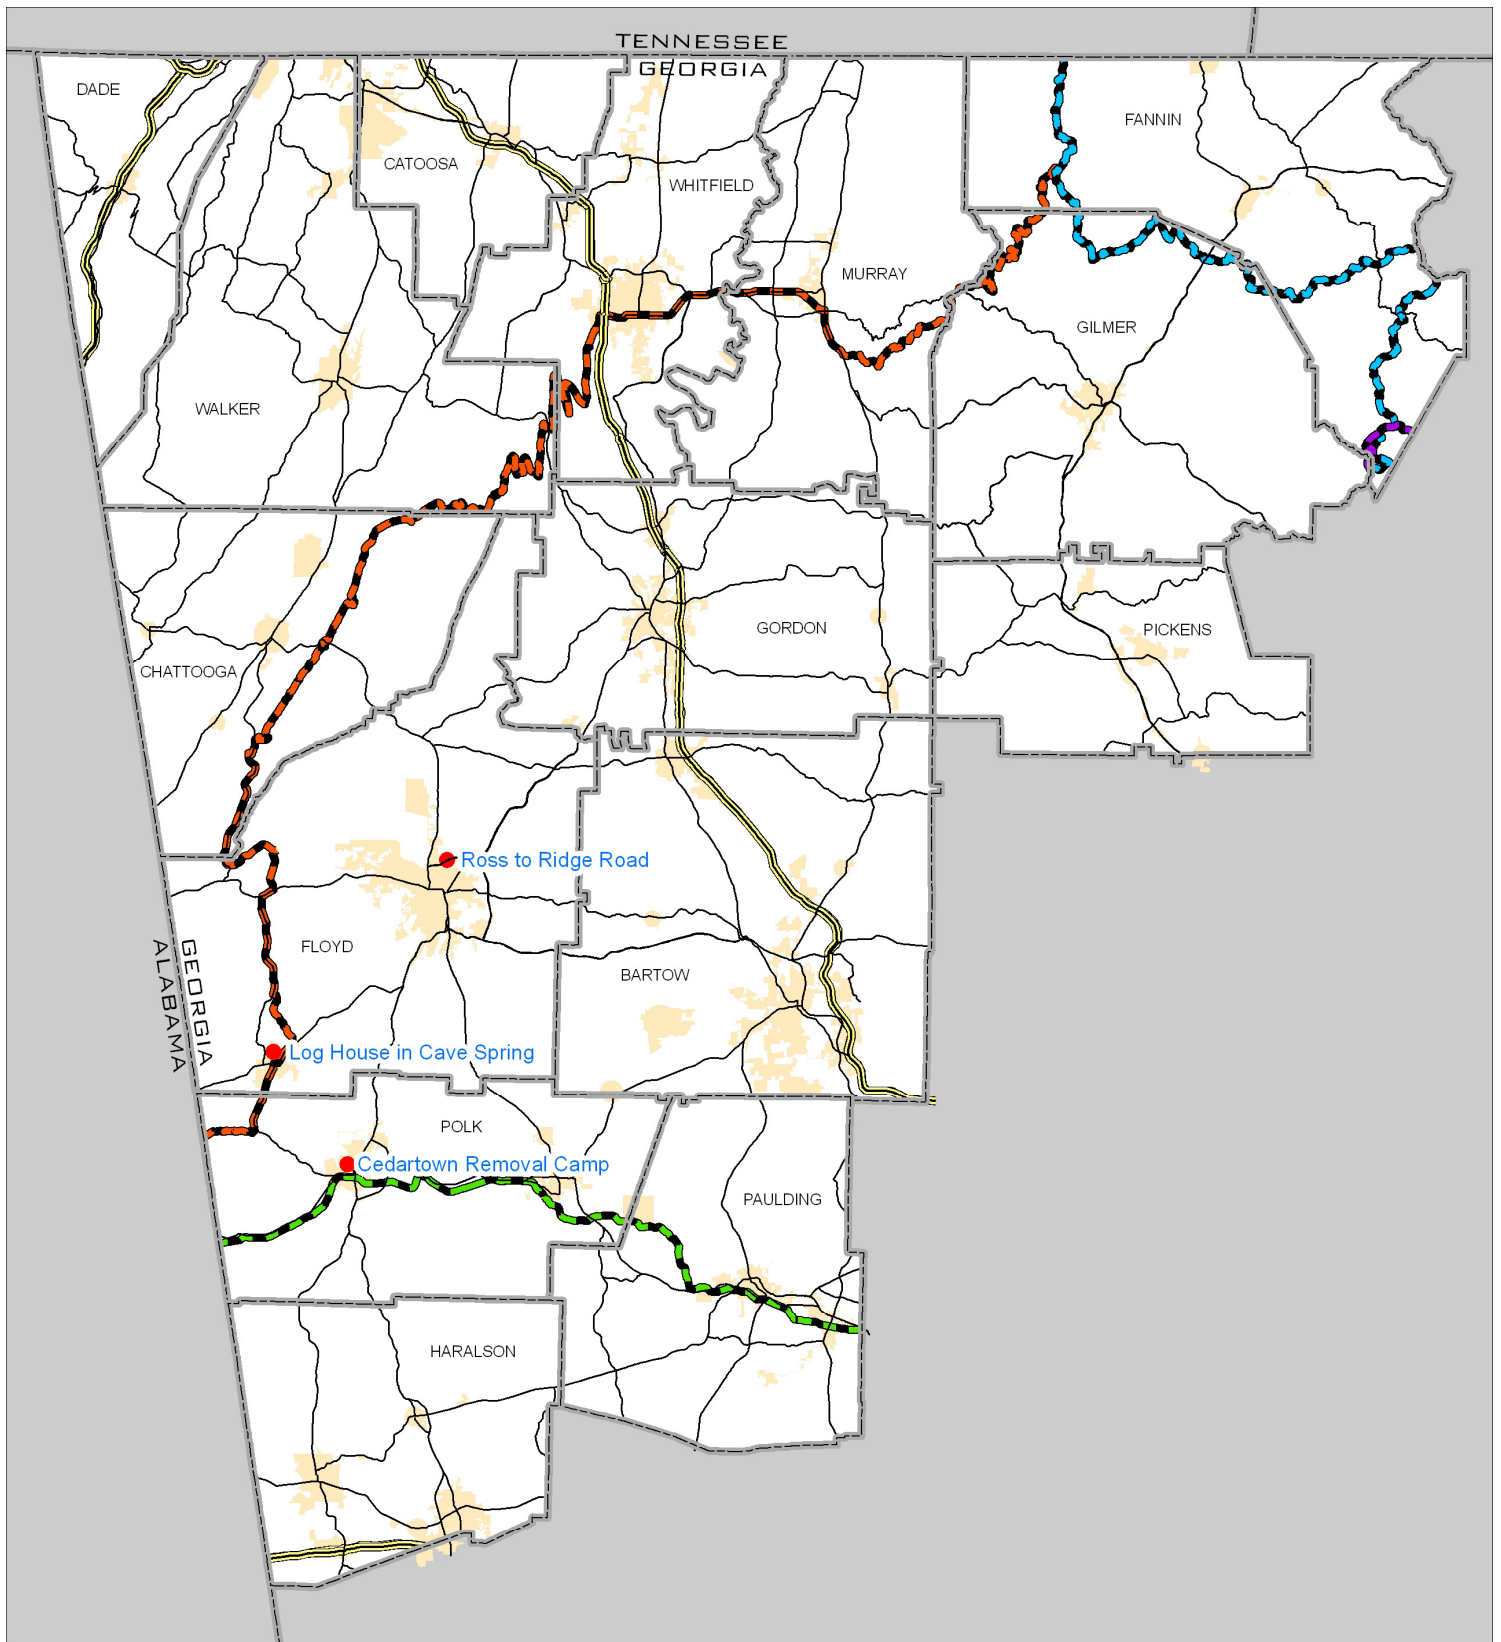 TENNESSEE
GEORGIA
DADE
FANNIN
CATOOSA
WHITFIELD
MURRAY
GILMER
WALKER
GORDON
PICKENS
CHATTOOGA
Ross to Ridge Road
FLOYD
GEORGIA
ALABAMA
BARTOW
Log House in Cave Spring
POLK
Cedartown Removal Camp
PAULDING
HARALSON